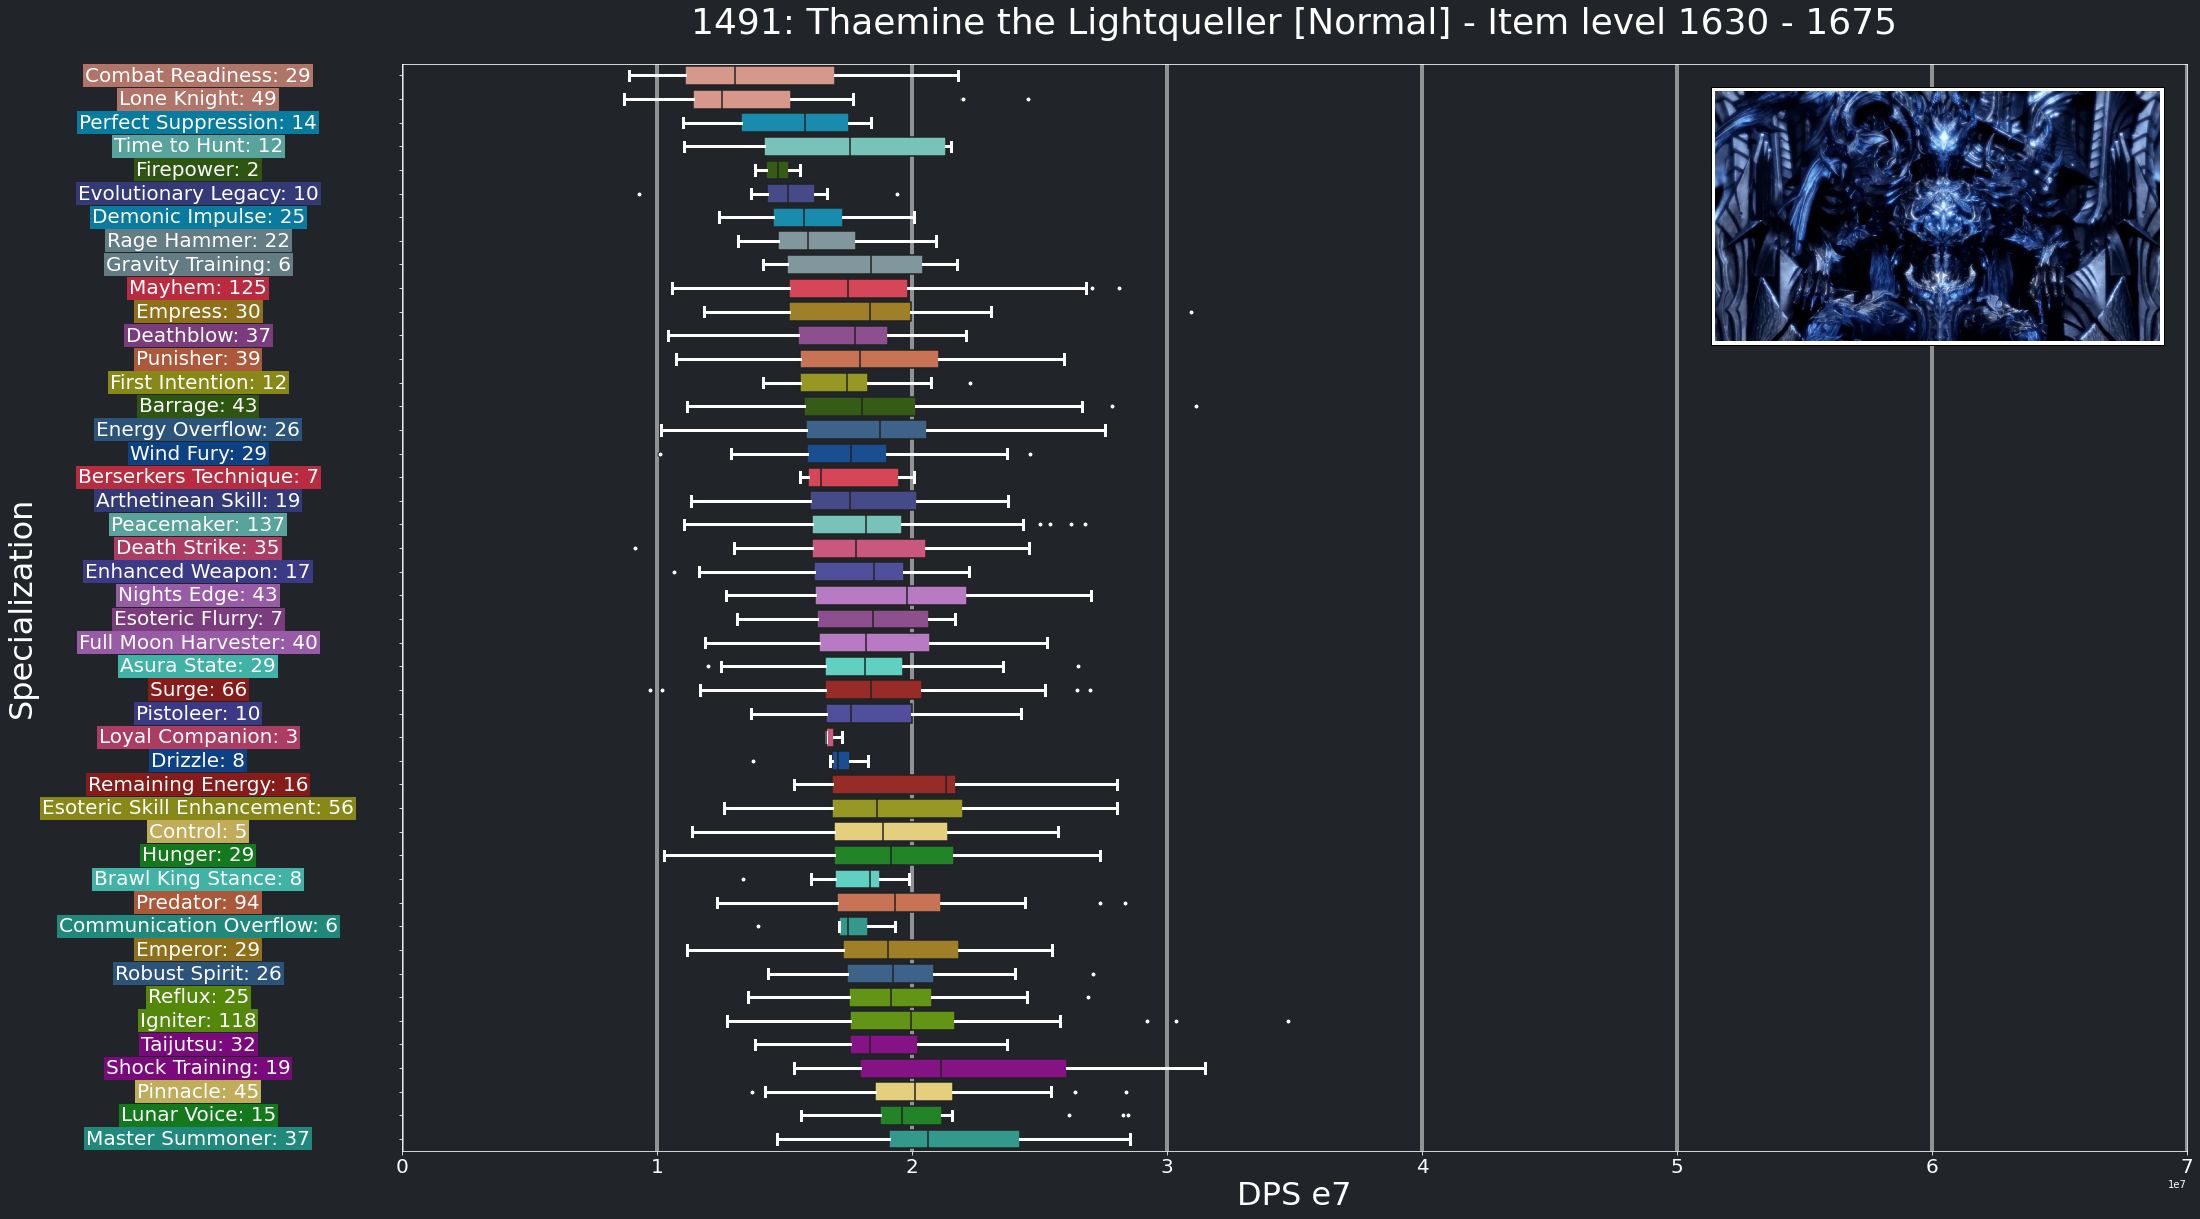 1491: Thaemine the Lightqueller [Normal] - Item level 1630 - 1675
Specialization
Combat Readiness: 29
Lone Knight: 49
Perfect Suppression: 14
Time to Hunt: 12
Firepower: 2
Evolutionary Legacy: 10
Demonic Impulse: 25
Rage Hammer: 22
Gravity Training: 6
Mayhem: 125
Empress: 30
Deathblow: 37
Punisher: 39
First Intention: 12
Barrage: 43
Energy Overflow: 26
Wind Fury: 29
Berserkers Technique: 7
Arthetinean Skill: 19
Peacemaker: 137
Death Strike: 35
Enhanced Weapon: 17
Nights Edge: 43
Esoteric Flurry: 7
Full Moon Harvester: 40
Asura State: 29
Surge: 66
Pistoleer: 10
Loyal Companion: 3
Drizzle: 8
Remaining Energy: 16
Esoteric Skill Enhancement: 56
Control: 5
Hunger: 29
Brawl King Stance: 8
Predator: 94
Communication Overflow: 6
Emperor: 29
Robust Spirit: 26
Reflux: 25
Igniter: 118
Taijutsu: 32
Shock Training: 19
Pinnacle: 45
Lunar Voice: 15
Master Summoner: 37
0 1 2 3 4 5 6 7
1e7
DPS e7